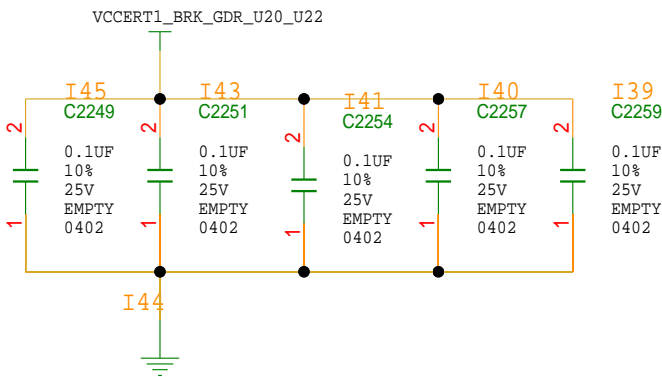 VCCERT1_BRK_GDR_U20_U22
I45
C2249
2
0.1UF
10%
25V
EMPTY
0402
1
I43
C2251
2
0.1UF
10%
25V
EMPTY
0402
1
I41
C2254
2
0.1UF
10%
25V
EMPTY
0402
1
I40
C2257
2
0.1UF
10%
25V
EMPTY
0402
1
I39
C2259
2
0.1UF
10%
25V
EMPTY
0402
1
I44